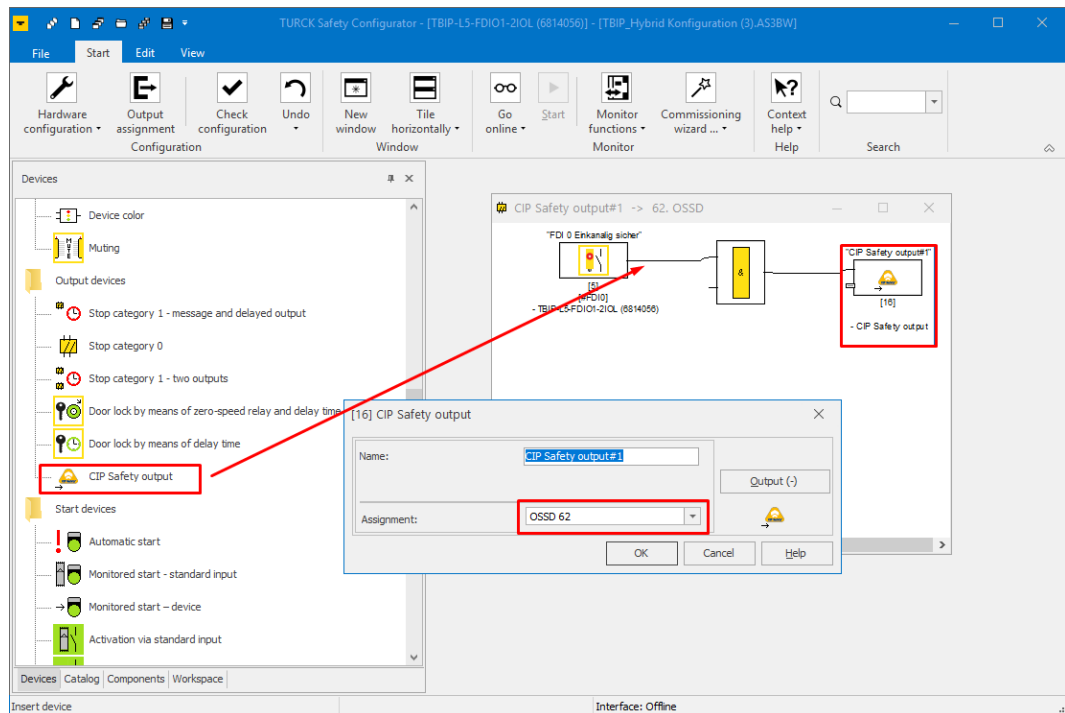 TURCK Safety Configurator - [TBIP-L5-FDIO1-2IOL (6814056)] - [TBIP_Hybrid Konfiguration (3).AS3BW]
File Start Edit View
Hardware configuration
Output assignment
Check configuration
Undo
Configuration
New window
Tile horizontally
Window
Go online
Start
Monitor functions
Commissioning wizard ...
Monitor
Context help
Help
Search
Devices
Device color
MUTE
Muting
Output devices
Stop category 1 - message and delayed output
Stop category 0
Stop category 1 - two outputs
Door lock by means of zero-speed relay and delay time
Door lock by means of delay time
CIP Safety output
Start devices
Automatic start
Monitored start - standard input
Monitored start – device
Activation via standard input
Devices Catalog Components Workspace
CIP Safety output#1 -> 62. OSSD
"FDI 0 Einkanalig sicher"
[5]
[#FDI0]
- TBIP-L5-FDIO1-2IOL (6814056)
&
"CIP Safety output#1"
[16]
- CIP Safety output
[16] CIP Safety output
Name:
CIP Safety output#1
Output (-)
Assignment:
OSSD 62
OK Cancel Help
Insert device
Interface: Offline